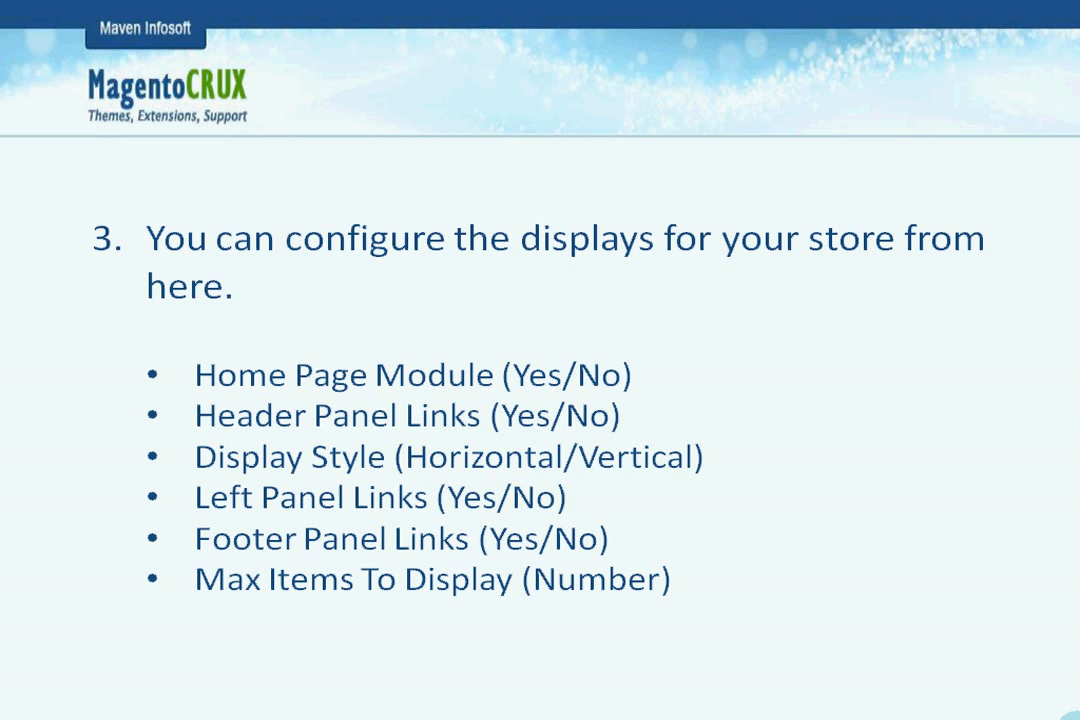 Maven Infosoft
MagentoCRUX
Themes, Extensions, Support
3. You can configure the displays for your store from
here.
• Home Page Module (Yes/No)
• Header Panel Links (Yes/No)
• Display Style (Horizontal/Vertical)
• Left Panel Links (Yes/No)
• Footer Panel Links (Yes/No)
• Max Items To Display (Number)